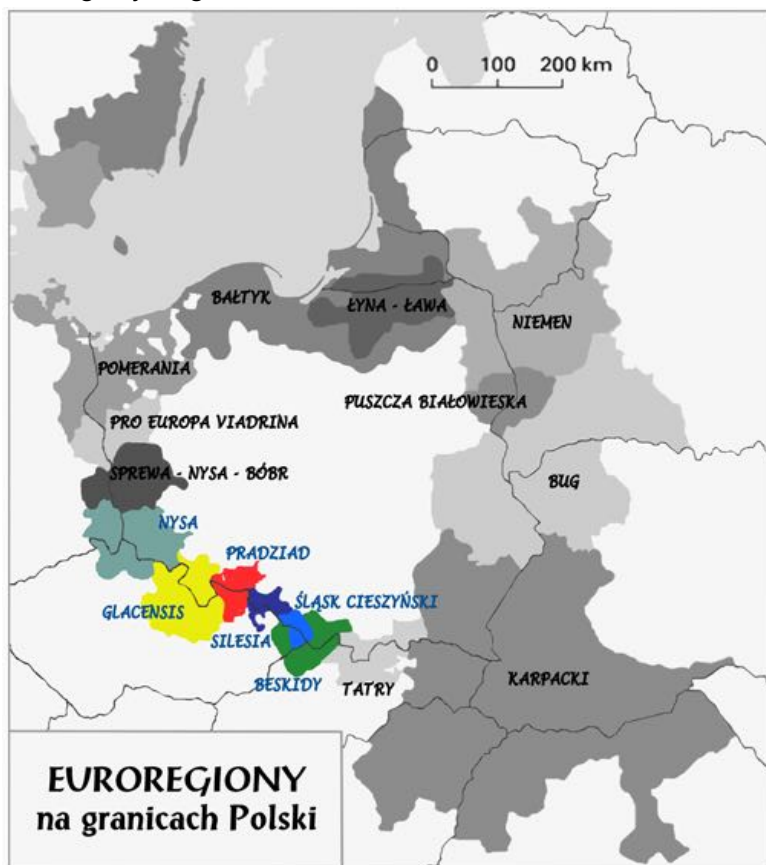 0 100 200 km
BAŁTYK
ŁYNA - ŁAWA
NIEMEN
POMERANIA
PUSZCZA BIAŁOWIESKA
PRO EUROPA VIADRINA
SPREWA - NYSA - BÓBR
BUG
NYSA
PRADZIAD
GLACENSIS
ŚLĄSK CIESZYŃSKI
SILESIA
BESKIDY
TATRY
KARPACKI
EUROREGIONY
na granicach Polski